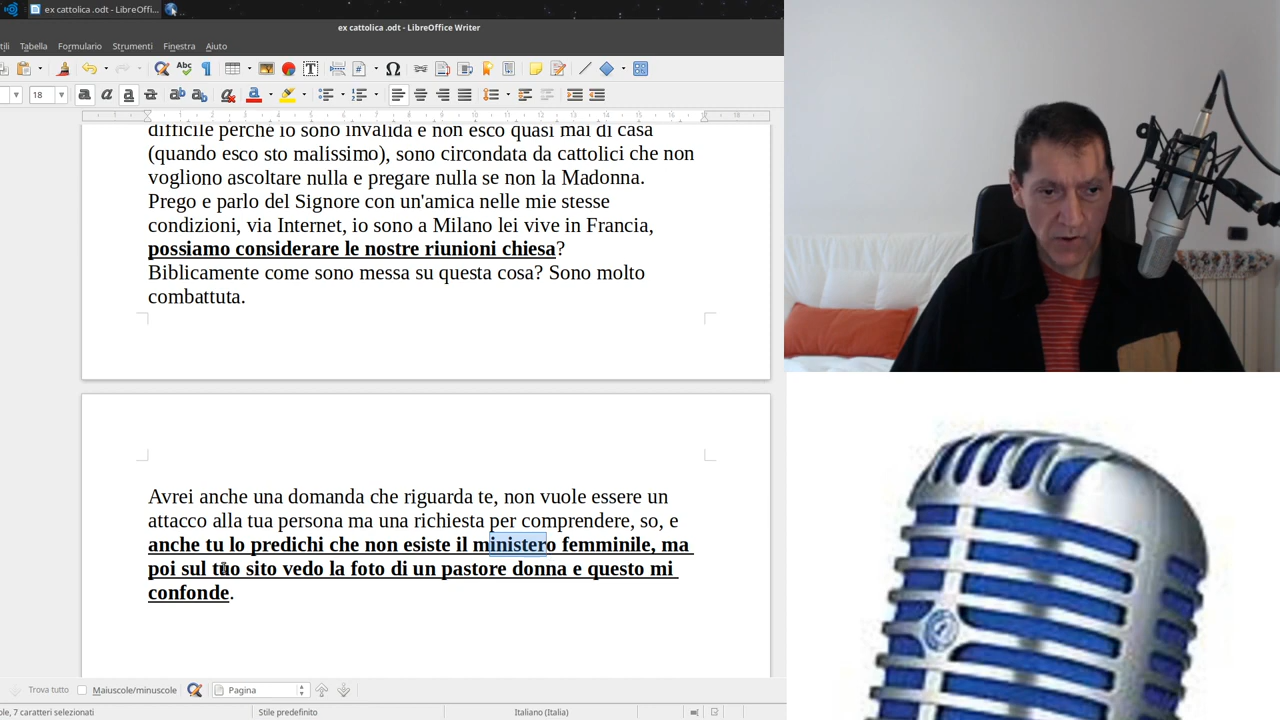 ex cattolica .odt - LibreOffi...
ex cattolica .odt - LibreOffice Writer
tili Tabella Formulario Strumenti Finestra Aiuto
18
difficile perché io sono invalida e non esco quasi mai di casa
(quando esco sto malissimo), sono circondata da cattolici che non
vogliono ascoltare nulla e pregare nulla se non la Madonna.
Prego e parlo del Signore con un'amica nelle mie stesse
condizioni, via Internet, io sono a Milano lei vive in Francia,
possiamo considerare le nostre riunioni chiesa?
Biblicamente come sono messa su questa cosa? Sono molto
combattuta.
Avrei anche una domanda che riguarda te, non vuole essere un
attacco alla tua persona ma una richiesta per comprendere, so, e
anche tu lo predichi che non esiste il ministero femminile, ma
poi sul tuo sito vedo la foto di un pastore donna e questo mi
confonde.
Trova tutto Maiuscole/minuscole Pagina
ole, 7 caratteri selezionati Stile predefinito Italiano (Italia)